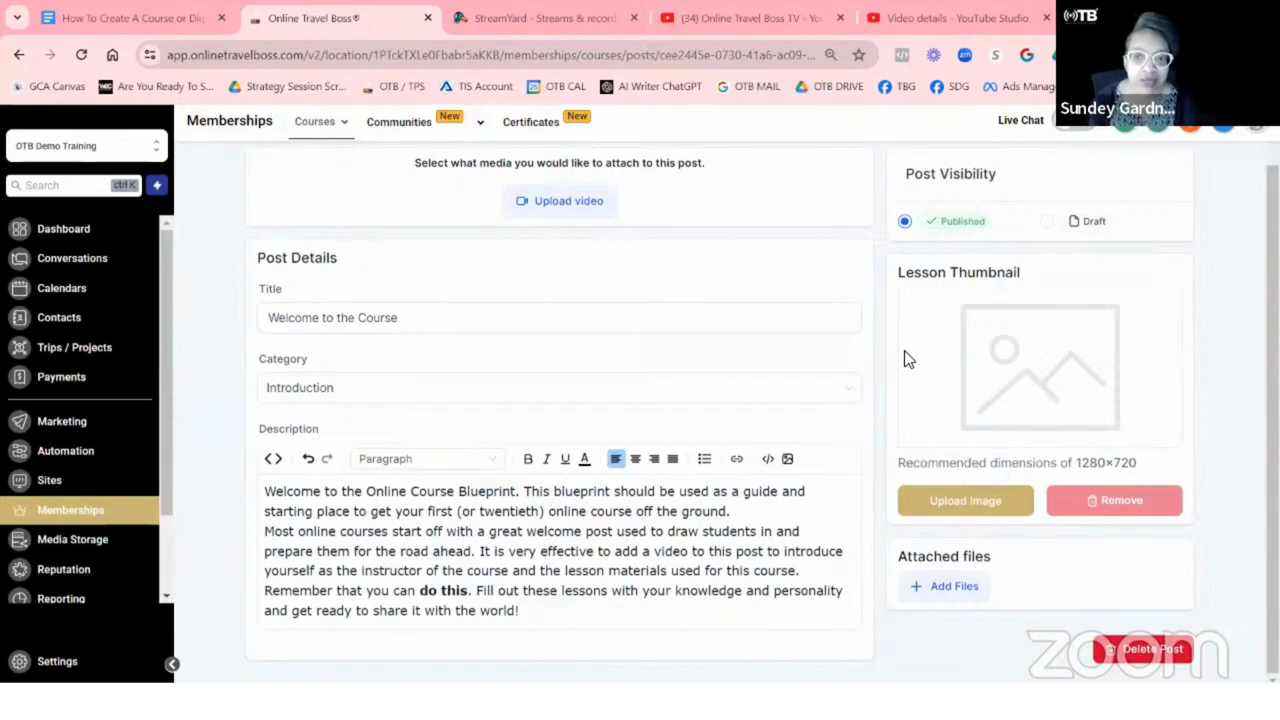 How To Create A Course or Dig
Online Travel Boss®
StreamYard - Streams & record
(34) Online Travel Boss TV - Yo
Video details - YouTube Studio
((•))TB
app.onlinetravelboss.com/v2/location/1PTckTXLe0Fbabr5aKKB/memberships/courses/posts/cee2445e-0730-41a6-ac09-...
GCA Canvas
Are You Ready To S...
Strategy Session Scr...
OTB / TPS
TIS Account
OTB CAL
AI Writer ChatGPT
OTB MAIL
OTB DRIVE
TBG
SDG
Ads Manag
Sundey Gardn...
Memberships
Courses
Communities
New
Certificates
New
Live Chat
OTB Demo Training
Search
ctrl K
Dashboard
Conversations
Calendars
Contacts
Trips / Projects
Payments
Marketing
Automation
Sites
Memberships
Media Storage
Reputation
Reporting
Settings
Select what media you would like to attach to this post.
Upload video
Post Details
Title
Welcome to the Course
Category
Introduction
Description
Paragraph
B I U A
Welcome to the Online Course Blueprint. This blueprint should be used as a guide and
starting place to get your first (or twentieth) online course off the ground.
Most online courses start off with a great welcome post used to draw students in and
prepare them for the road ahead. It is very effective to add a video to this post to introduce
yourself as the instructor of the course and the lesson materials used for this course.
Remember that you can do this. Fill out these lessons with your knowledge and personality
and get ready to share it with the world!
Post Visibility
Published
Draft
Lesson Thumbnail
Recommended dimensions of 1280×720
Upload Image
Remove
Attached files
+ Add Files
Delete Post
zoom